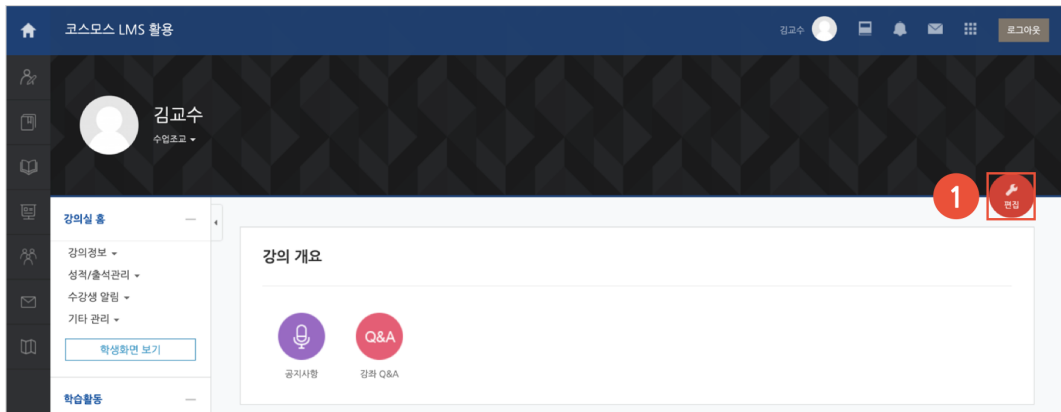 코스모스 LMS 활용
김교수
로그아웃
김교수
수업조교
1
편집
강의실 홈
강의정보
성적/출석관리
수강생 알림
기타 관리
학생화면 보기
학습활동
강의 개요
Q&A
공지사항
강좌 Q&A